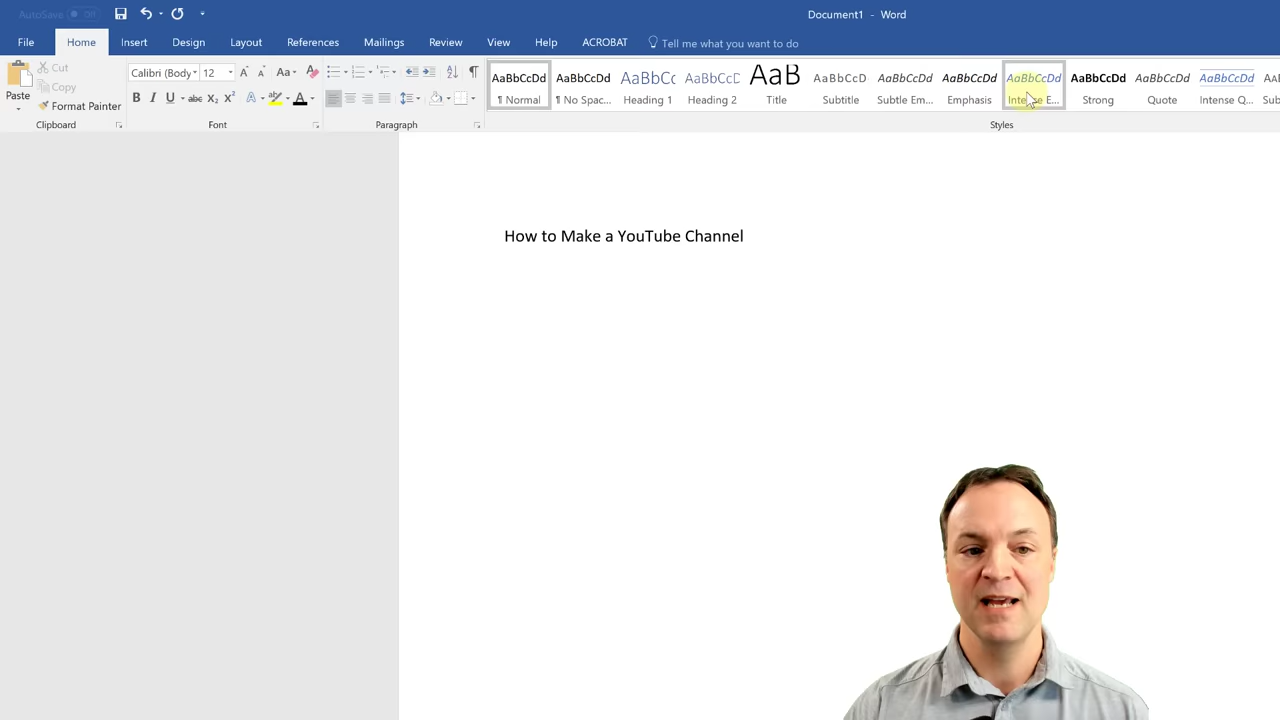 AutoSave Off
Document1 - Word
File Home Insert Design Layout References Mailings Review View Help ACROBAT Tell me what you want to do
Paste
Cut
Copy
Format Painter
Clipboard
Calibri (Body 12
Font
Paragraph
AaBbCcDd AaBbCcDd AaBbCc AaBbCcD AaB AaBbCcD AaBbCcDd AaBbCcDd AaBbCcDd AaBbCcDd AaBbCcDd AaBbCcDd
¶ Normal ¶ No Spac... Heading 1 Heading 2 Title Subtitle Subtle Em... Emphasis Intense E... Strong Quote Intense Q...
Styles
How to Make a YouTube Channel